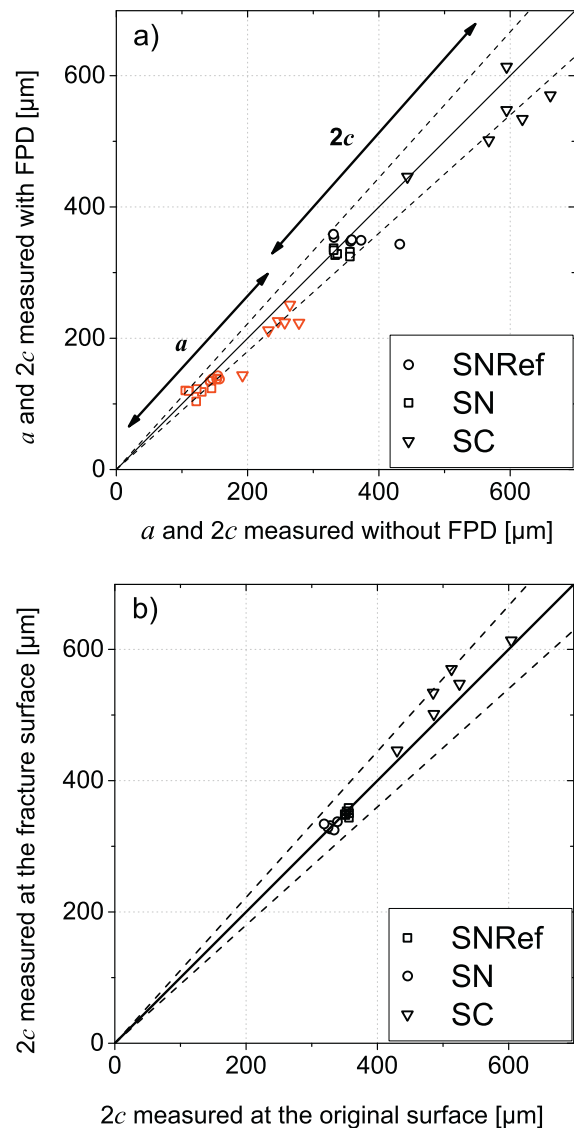 a)
600
400
200
0
a and 2c measured with FPD [µm]
2c
a
SNRef
SN
SC
0
200
400
600
a and 2c measured without FPD [µm]
b)
600
400
200
0
2c measured at the fracture surface [µm]
SNRef
SN
SC
0
200
400
600
2c measured at the original surface [µm]